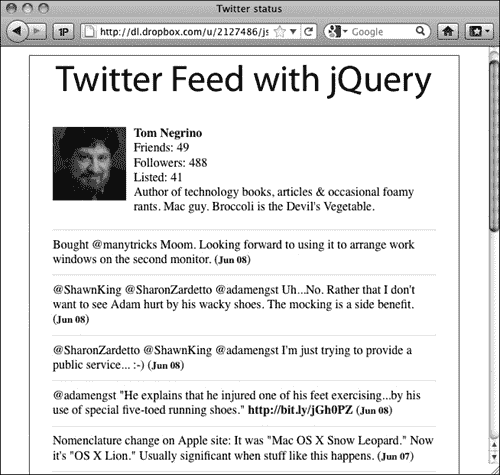 Twitter status
1P
http://dl.dropbox.com/u/2127486/js
Google
Twitter Feed with jQuery
Tom Negrino
Friends: 49
Followers: 488
Listed: 41
Author of technology books, articles & occasional foamy
rants. Mac guy. Broccoli is the Devil's Vegetable.
Bought @manytricks Moom. Looking forward to using it to arrange work
windows on the second monitor. (Jun 08)
@ShawnKing @SharonZardetto @adamengst Uh...No. Rather that I don't
want to see Adam hurt by his wacky shoes. The mocking is a side benefit.
(Jun 08)
@SharonZardetto @ShawnKing @adamengst I'm just trying to provide a
public service... :-) (Jun 08)
@adamengst "He explains that he injured one of his feet exercising...by his
use of special five-toed running shoes." http://bit.ly/jGh0PZ (Jun 08)
Nomenclature change on Apple site: It was "Mac OS X Snow Leopard." Now
it's "OS X Lion." Usually significant when stuff like this happens. (Jun 07)